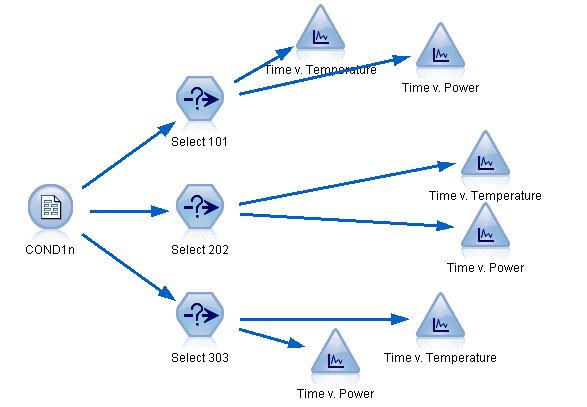 Time v. Temperature
Time v. Power
Select 101
Time v. Temperature
COND1n
Select 202
Time v. Power
Select 303
Time v. Temperature
Time v. Power